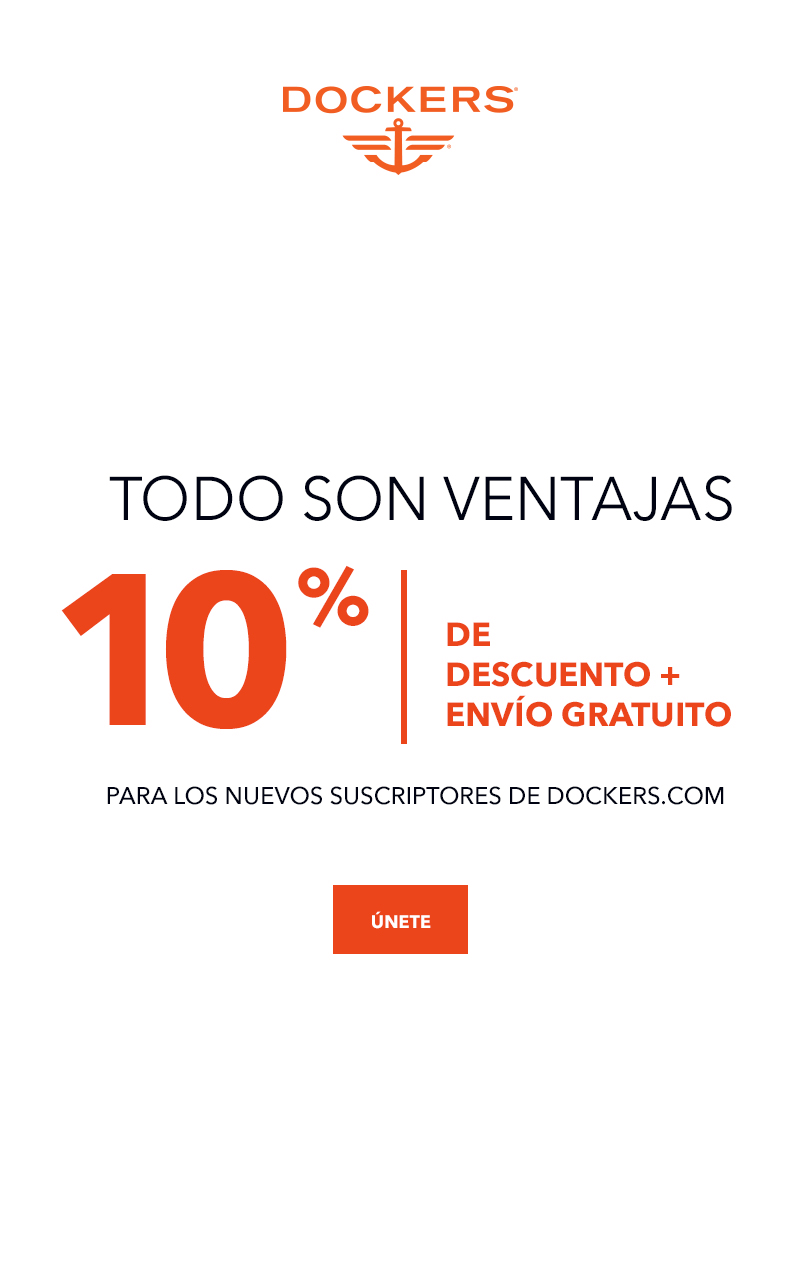 DOCKERS®
®
TODO SON VENTAJAS
10%
DE
DESCUENTO +
ENVÍO GRATUITO
PARA LOS NUEVOS SUSCRIPTORES DE DOCKERS.COM
ÚNETE